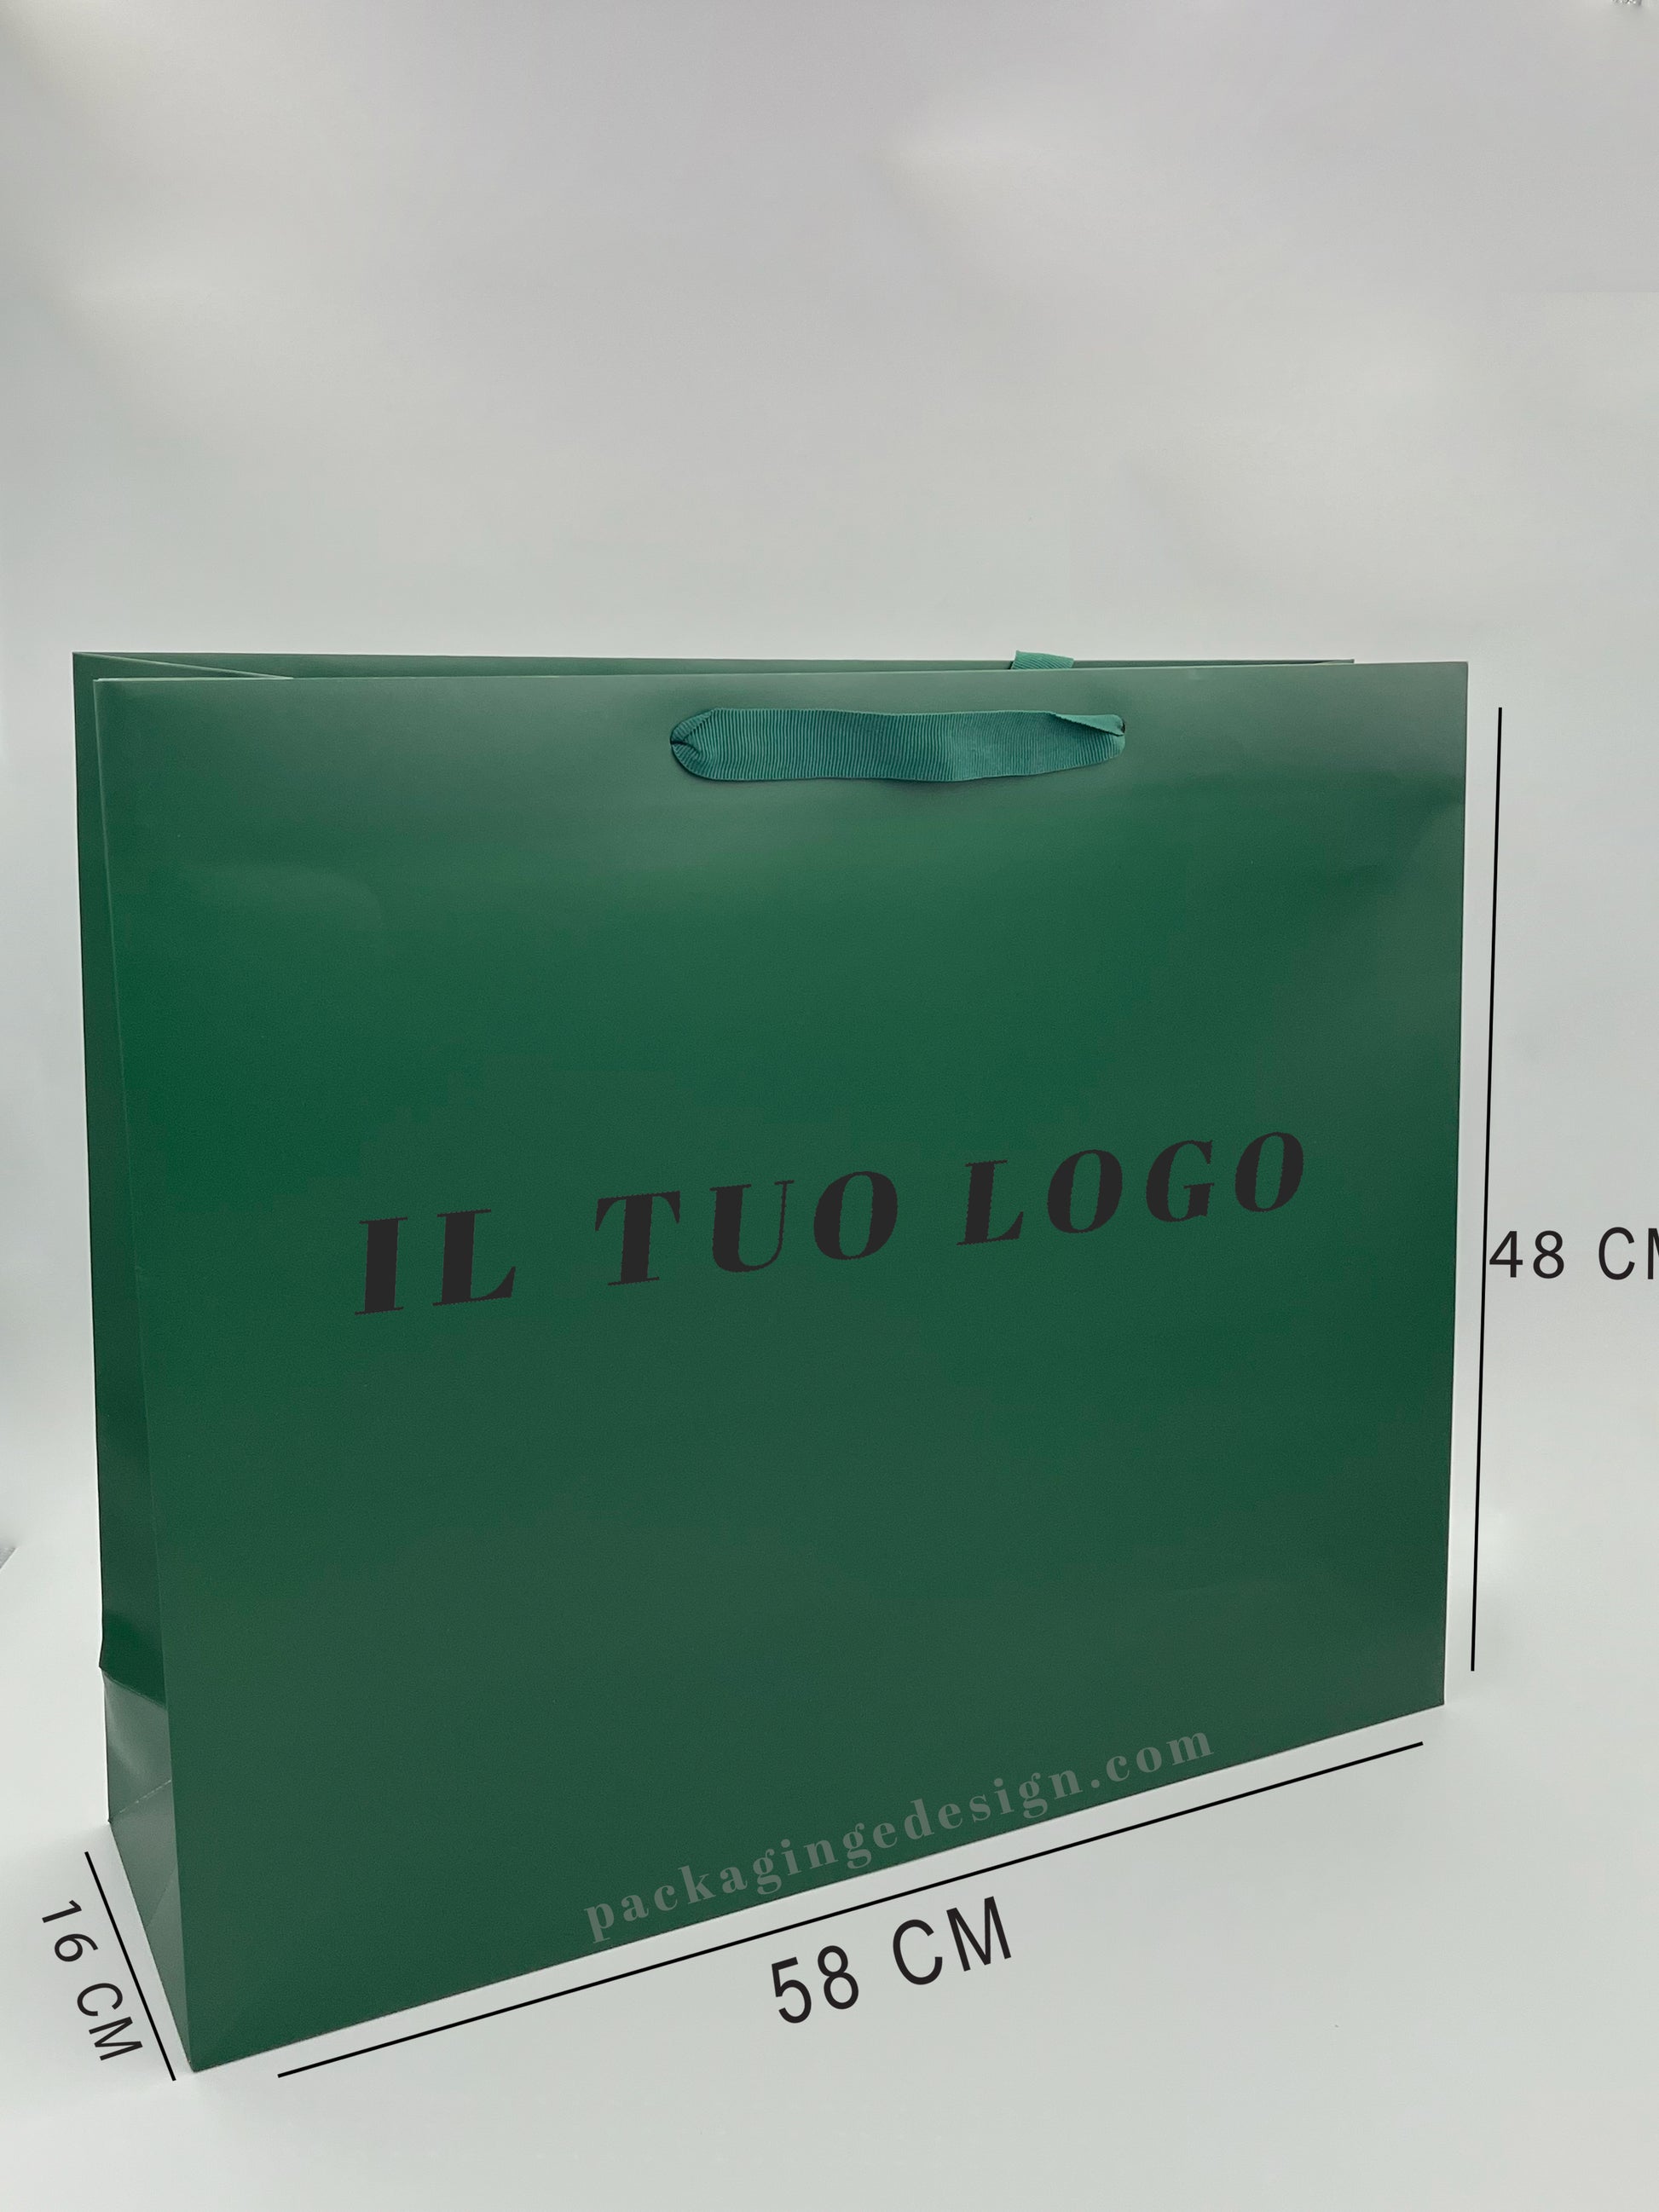 IL TUO LOGO
48 CM
packagingedesign.com
58 CM
16 CM